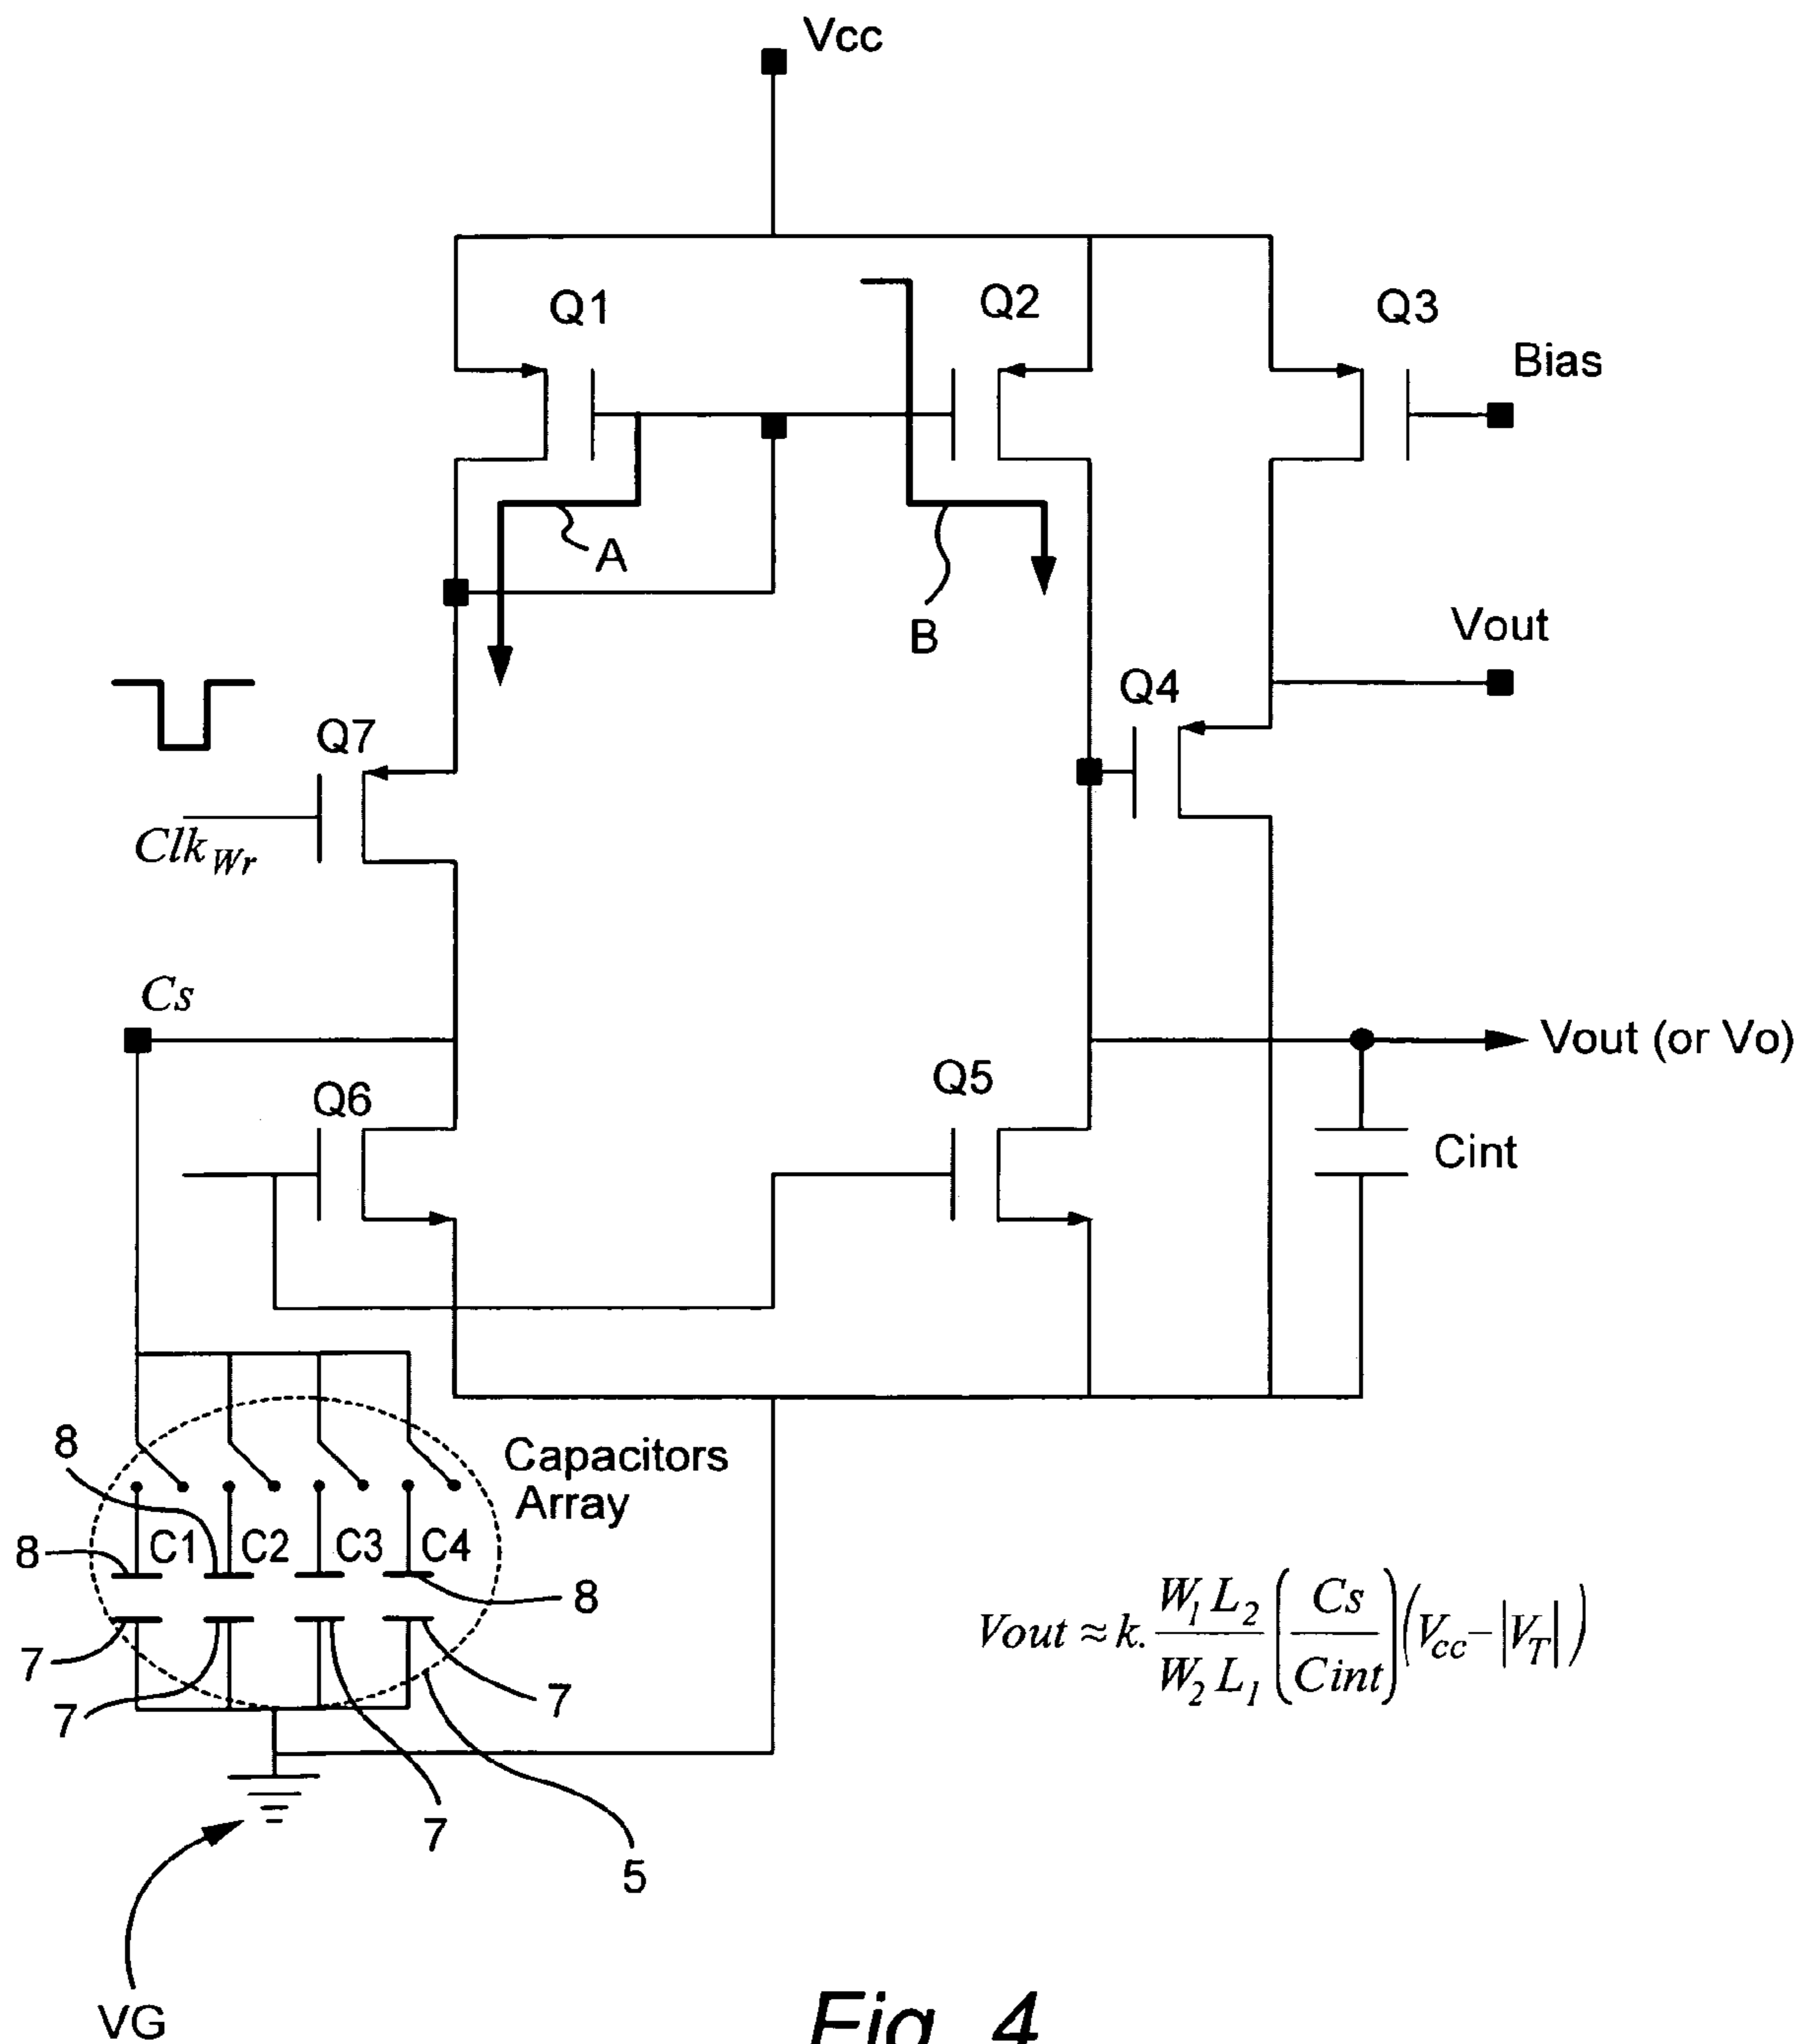 Vcc
Q1
Q2
Q3
Bias
A
B
Vout
Q4
Q7
Clk Wr
Cs
Vout (or Vo)
Q6
Q5
Cint
8
Capacitors
Array
8
C1
C2
C3
C4
8
7
7
7
7
5
Vout ≈ k. W1 L2 / W2 L1 (Cs / Cint) (Vcc – |VT|)
VG
Fig. 4